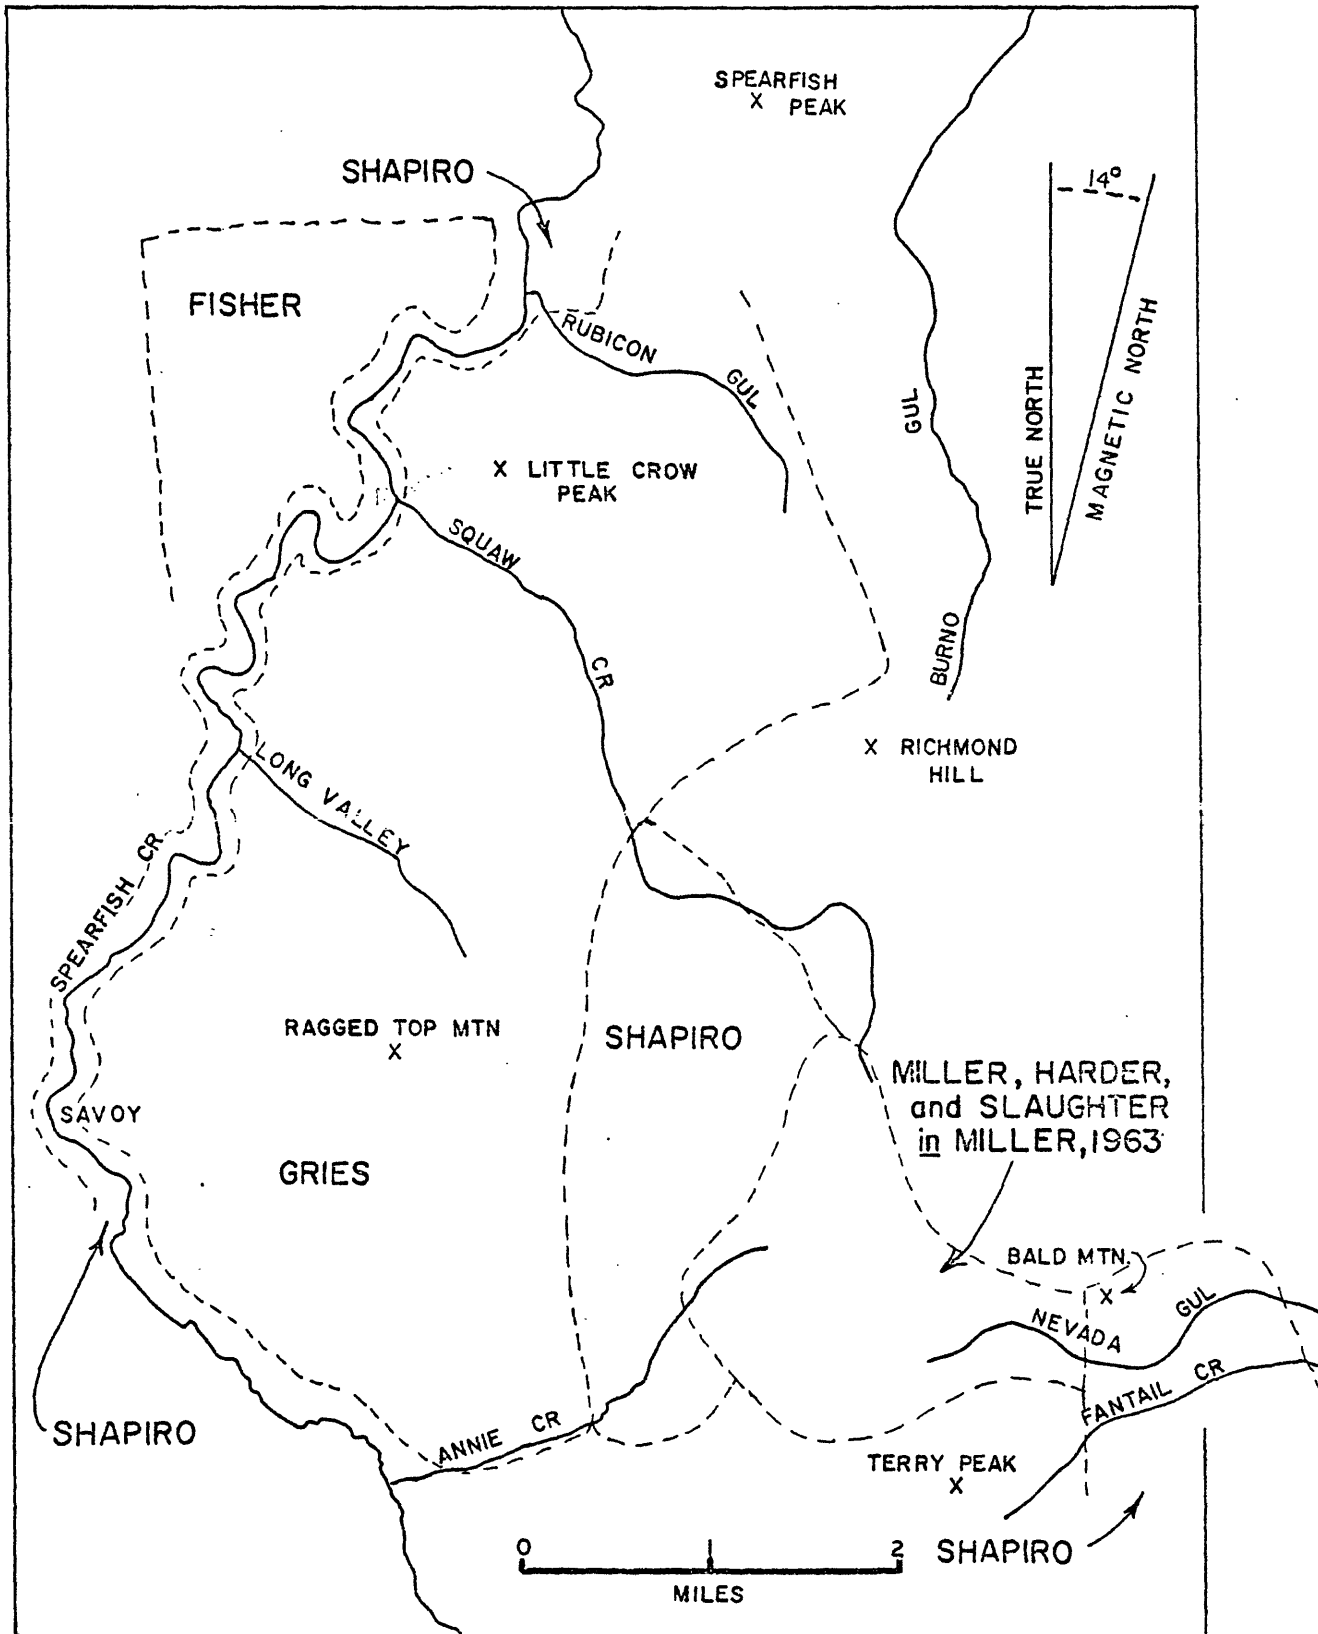 SPEARFISH
X PEAK
SHAPIRO
14°
FISHER
RUBICON
GUL
GUL
TRUE NORTH
MAGNETIC NORTH
X LITTLE CROW
PEAK
SQUAW
CR
BURNO
X RICHMOND
HILL
LONG VALLEY
SPEARFISH CR
RAGGED TOP MTN
X
SHAPIRO
MILLER, HARDER,
and SLAUGHTER
in MILLER, 1963
SAVOY
GRIES
BALD MTN.
X
NEVADA
GUL
FANTAIL CR
SHAPIRO
ANNIE CR
TERRY PEAK
X
SHAPIRO
0 1 2
MILES